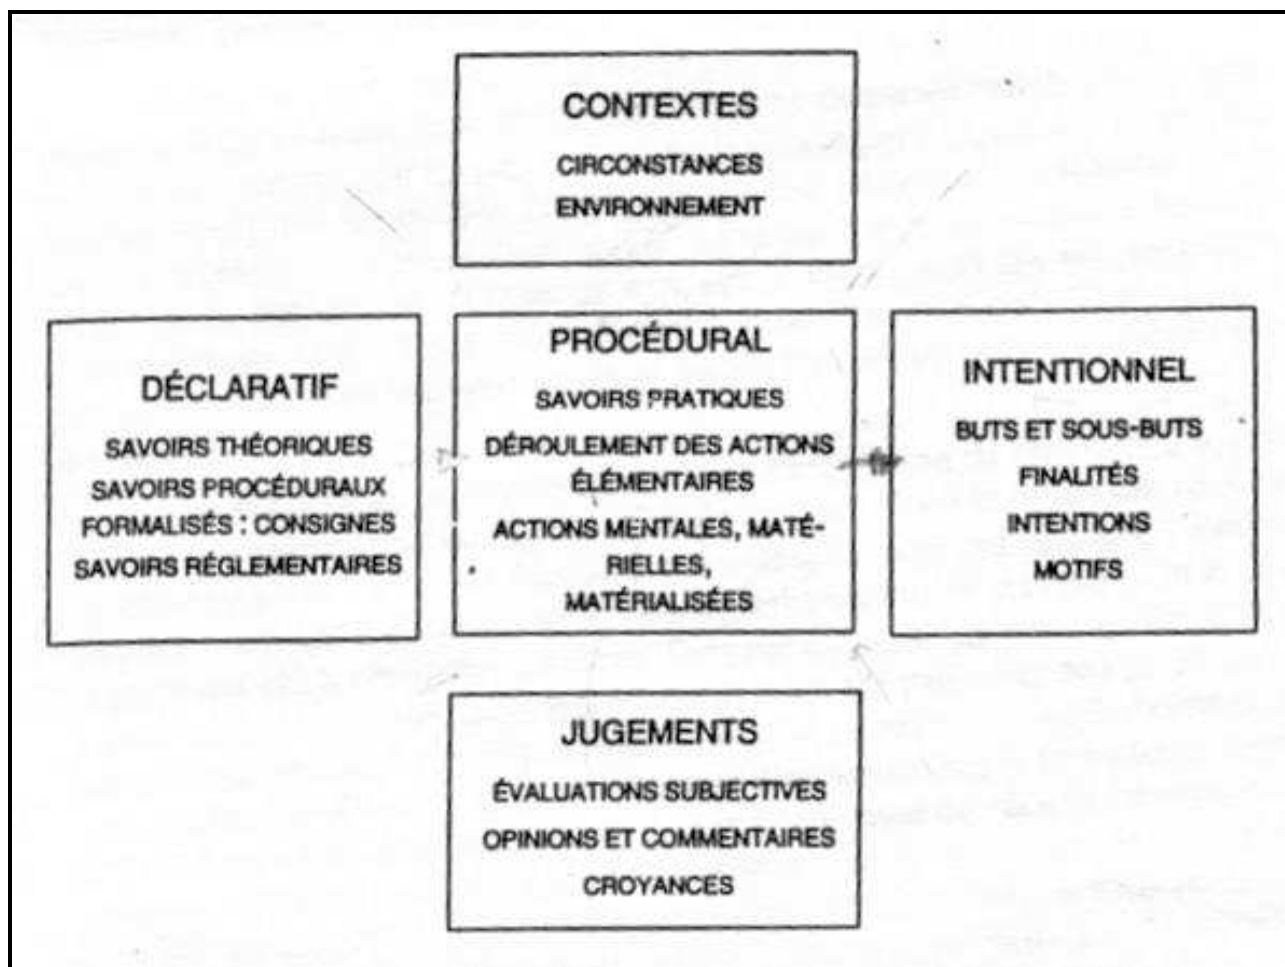 CONTEXTES
CIRCONSTANCES
ENVIRONNEMENT
DÉCLARATIF
SAVOIRS THÉORIQUES
SAVOIRS PROCÉDURAUX
FORMALISÉS : CONSIGNES
SAVOIRS RÉGLEMENTAIRES
PROCÉDURAL
SAVOIRS PRATIQUES
DÉROULEMENT DES ACTIONS
ÉLÉMENTAIRES
ACTIONS MENTALES, MATÉ-
RIELLES,
MATÉRIALISÉES
INTENTIONNEL
BUTS ET SOUS-BUTS
FINALITÉS
INTENTIONS
MOTIFS
JUGEMENTS
ÉVALUATIONS SUBJECTIVES
OPINIONS ET COMMENTAIRES
CROYANCES